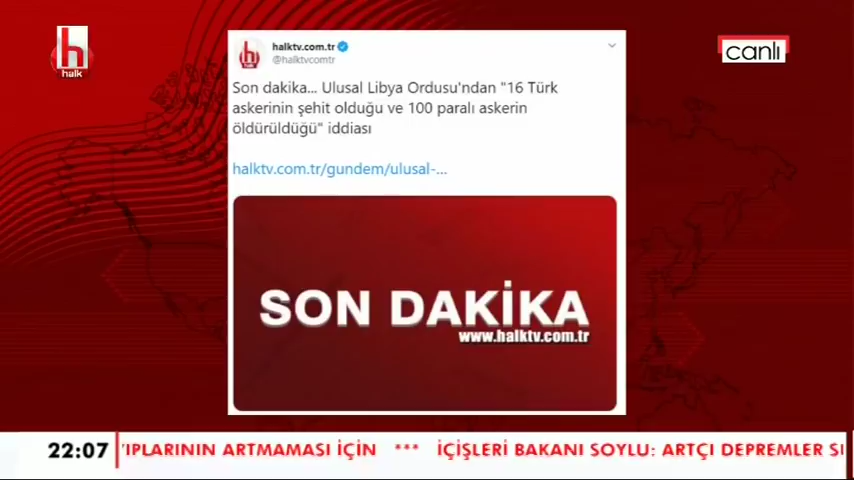 halk
halktv.com.tr
@halktvcomtr
canlı
Son dakika... Ulusal Libya Ordusu'ndan "16 Türk
askerinin şehit olduğu ve 100 paralı askerin
öldürüldüğü" iddiası
halktv.com.tr/gundem/ulusal-...
SON DAKİKA
www.halktv.com.tr
22:07 IPLARININ ARTMAMASI İÇİN *** İÇİŞLERİ BAKANI SOYLU: ARTÇI DEPREMLER